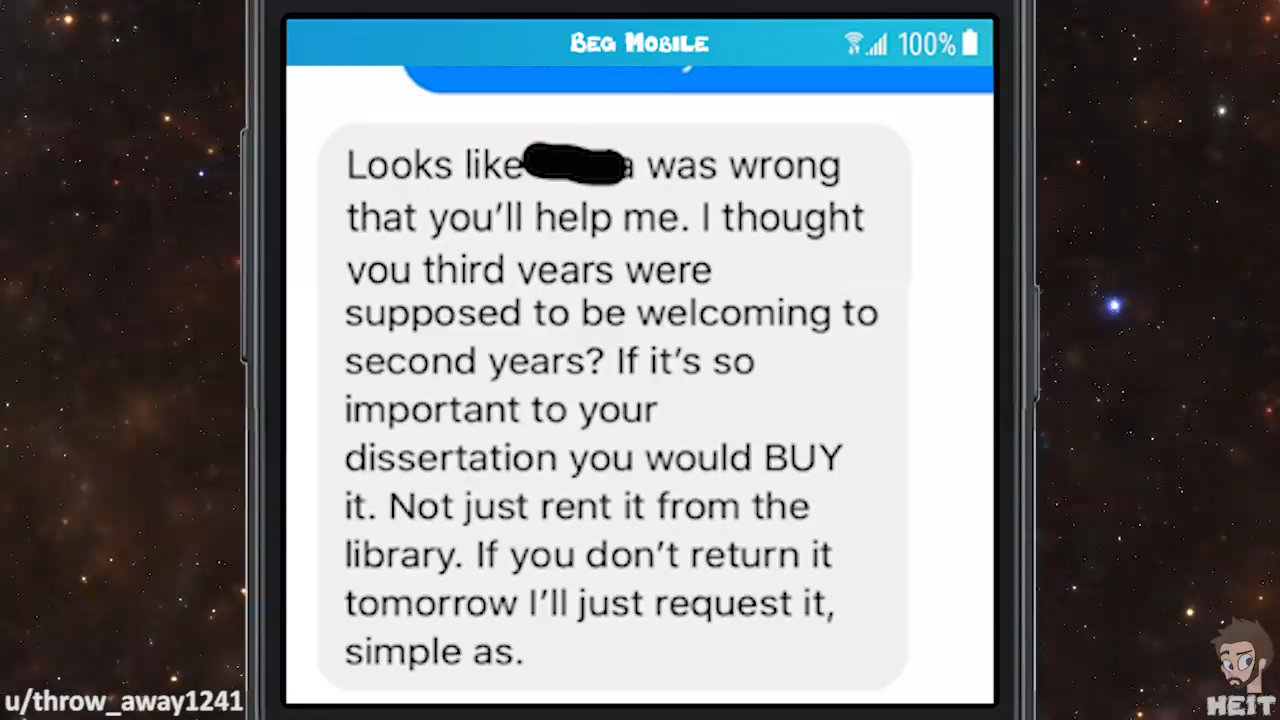 BEG MOBILE
100%
Looks like was wrong
that you'll help me. I thought
you third years were
supposed to be welcoming to
second years? If it's so
important to your
dissertation you would BUY
it. Not just rent it from the
library. If you don't return it
tomorrow I'll just request it,
simple as.
u/throw_away1241
HEIT